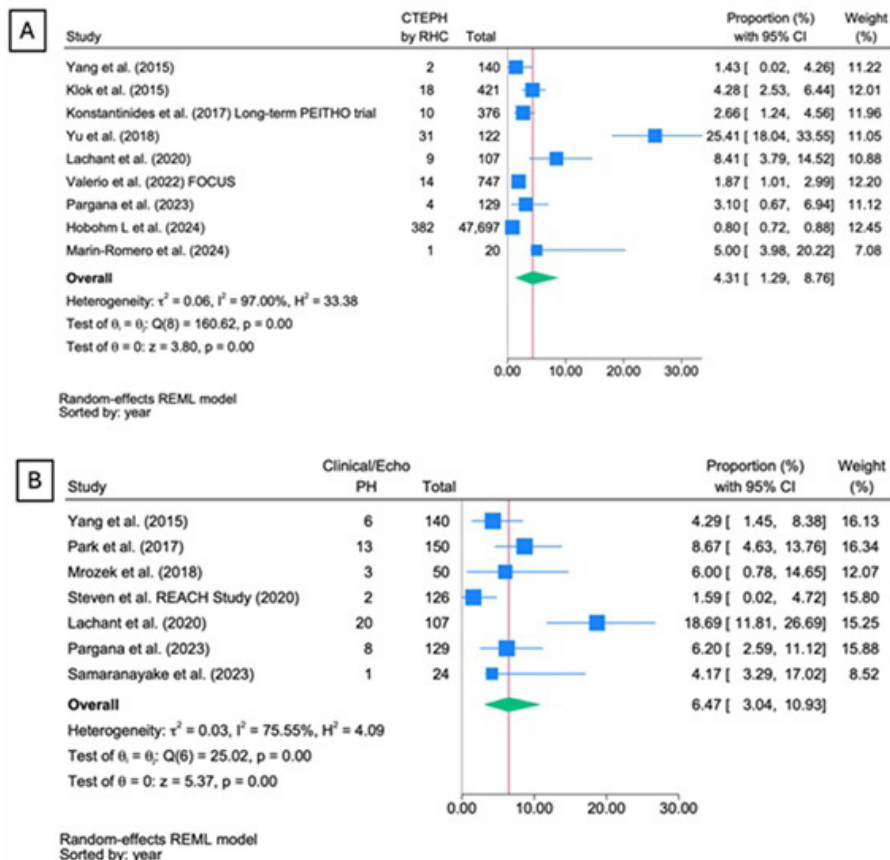 A
Study CTEPH by RHC Total Proportion (%) with 95% CI Weight (%)
Yang et al. (2015) 2 140 1.43 [ 0.02, 4.26] 11.22
Klok et al. (2015) 18 421 4.28 [ 2.53, 6.44] 12.01
Konstantinides et al. (2017) Long-term PEITHO trial 10 376 2.66 [ 1.24, 4.56] 11.96
Yu et al. (2018) 31 122 25.41 [ 18.04, 33.55] 11.05
Lachant et al. (2020) 9 107 8.41 [ 3.79, 14.52] 10.88
Valerio et al. (2022) FOCUS 14 747 1.87 [ 1.01, 2.99] 12.20
Pargana et al. (2023) 4 129 3.10 [ 0.67, 6.94] 11.12
Hobohm L et al. (2024) 382 47,697 0.80 [ 0.72, 0.88] 12.45
Marin-Romero et al. (2024) 1 20 5.00 [ 3.98, 20.22] 7.08
Overall 4.31 [ 1.29, 8.76]
Heterogeneity: τ² = 0.06, I² = 97.00%, H² = 33.38
Test of θᵢ = θⱼ: Q(8) = 160.62, p = 0.00
Test of θ = 0: z = 3.80, p = 0.00
0.00 10.00 20.00 30.00
Random-effects REML model
Sorted by: year
B
Study Clinical/Echo PH Total Proportion (%) with 95% CI Weight (%)
Yang et al. (2015) 6 140 4.29 [ 1.45, 8.38] 16.13
Park et al. (2017) 13 150 8.67 [ 4.63, 13.76] 16.34
Mrozek et al. (2018) 3 50 6.00 [ 0.78, 14.65] 12.07
Steven et al. REACH Study (2020) 2 126 1.59 [ 0.02, 4.72] 15.80
Lachant et al. (2020) 20 107 18.69 [ 11.81, 26.69] 15.25
Pargana et al. (2023) 8 129 6.20 [ 2.59, 11.12] 15.88
Samaranayake et al. (2023) 1 24 4.17 [ 3.29, 17.02] 8.52
Overall 6.47 [ 3.04, 10.93]
Heterogeneity: τ² = 0.03, I² = 75.55%, H² = 4.09
Test of θᵢ = θⱼ: Q(6) = 25.02, p = 0.00
Test of θ = 0: z = 5.37, p = 0.00
0.00 10.00 20.00 30.00
Random-effects REML model
Sorted by: year